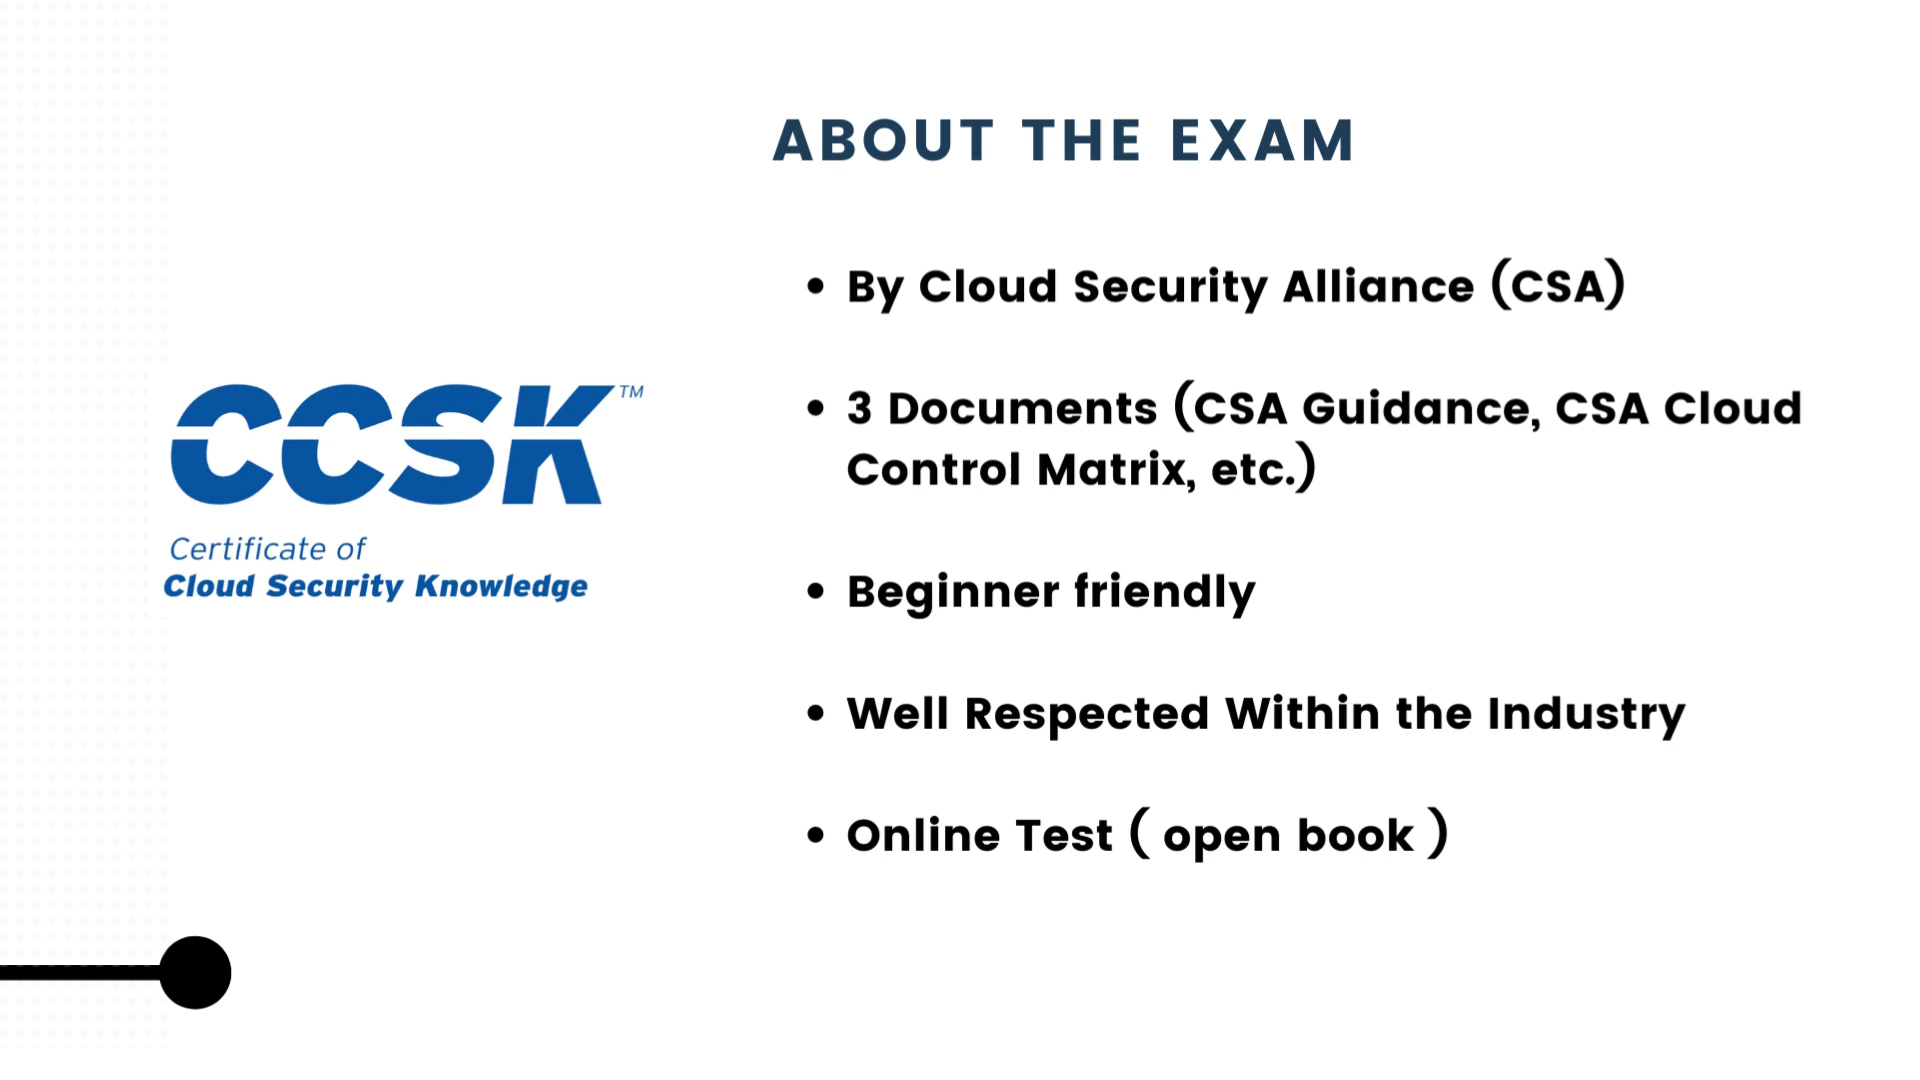 ABOUT THE EXAM
• By Cloud Security Alliance (CSA)
• 3 Documents (CSA Guidance, CSA Cloud
Control Matrix, etc.)
• Beginner friendly
• Well Respected Within the Industry
• Online Test ( open book )
CCSK™
Certificate of
Cloud Security Knowledge